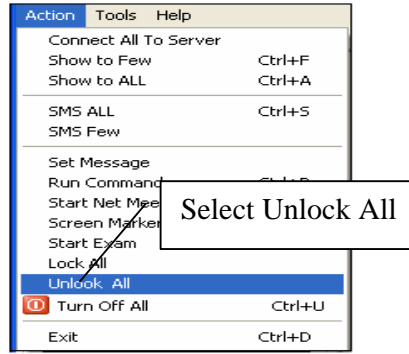 Action Tools Help
Connect All To Server
Show to Few Ctrl+F
Show to ALL Ctrl+A
SMS ALL Ctrl+S
SMS Few
Set Message
Run Command
Start Net Mee
Screen Marker
Start Exam
Lock All
Unlock All
Turn Off All Ctrl+U
Exit Ctrl+D
Select Unlock All